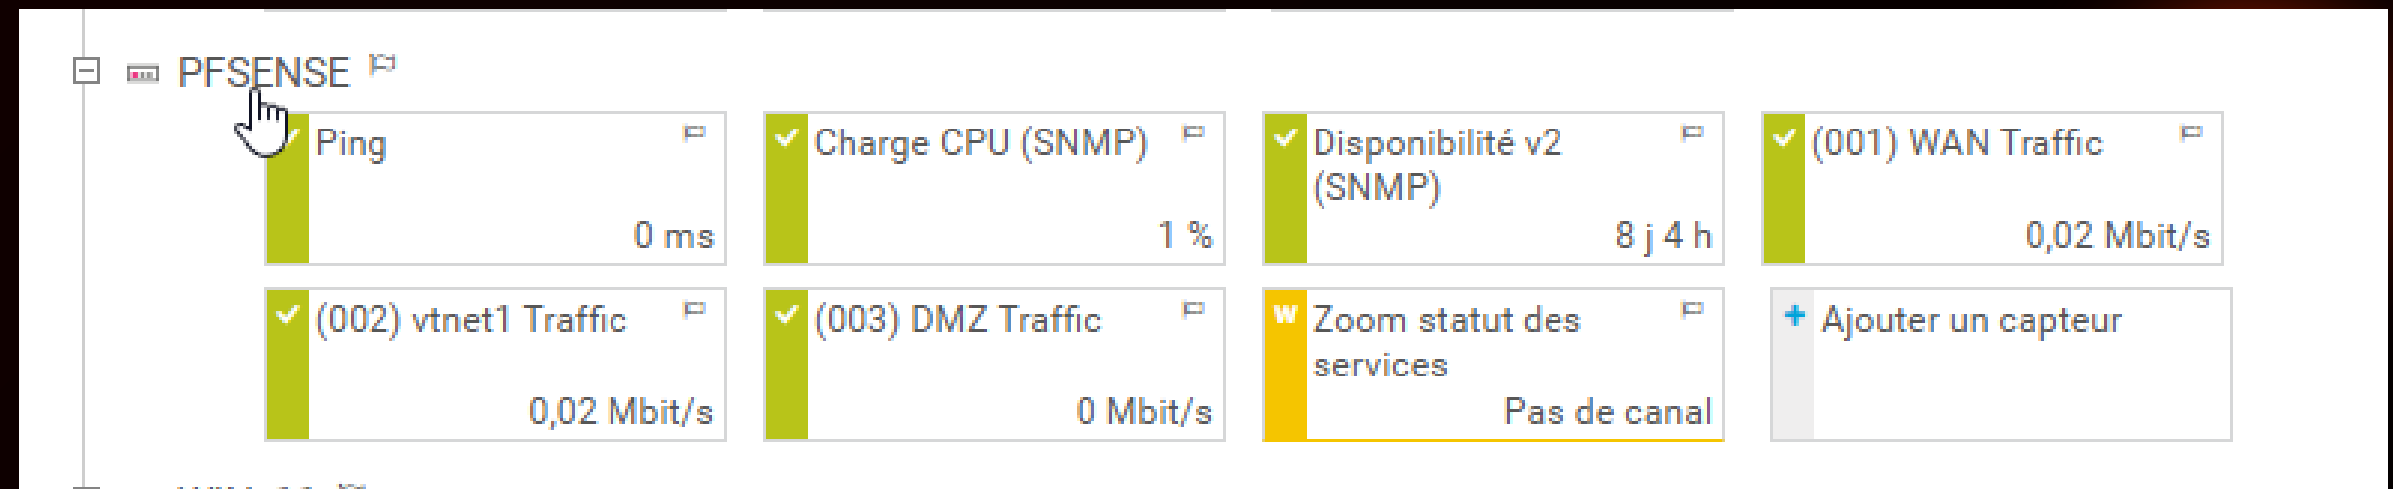 PFSENSE
Ping
0 ms
Charge CPU (SNMP)
1 %
Disponibilité v2
(SNMP)
8 j 4 h
(001) WAN Traffic
0,02 Mbit/s
(002) vtnet1 Traffic
0,02 Mbit/s
(003) DMZ Traffic
0 Mbit/s
W Zoom statut des
services
Pas de canal
+ Ajouter un capteur